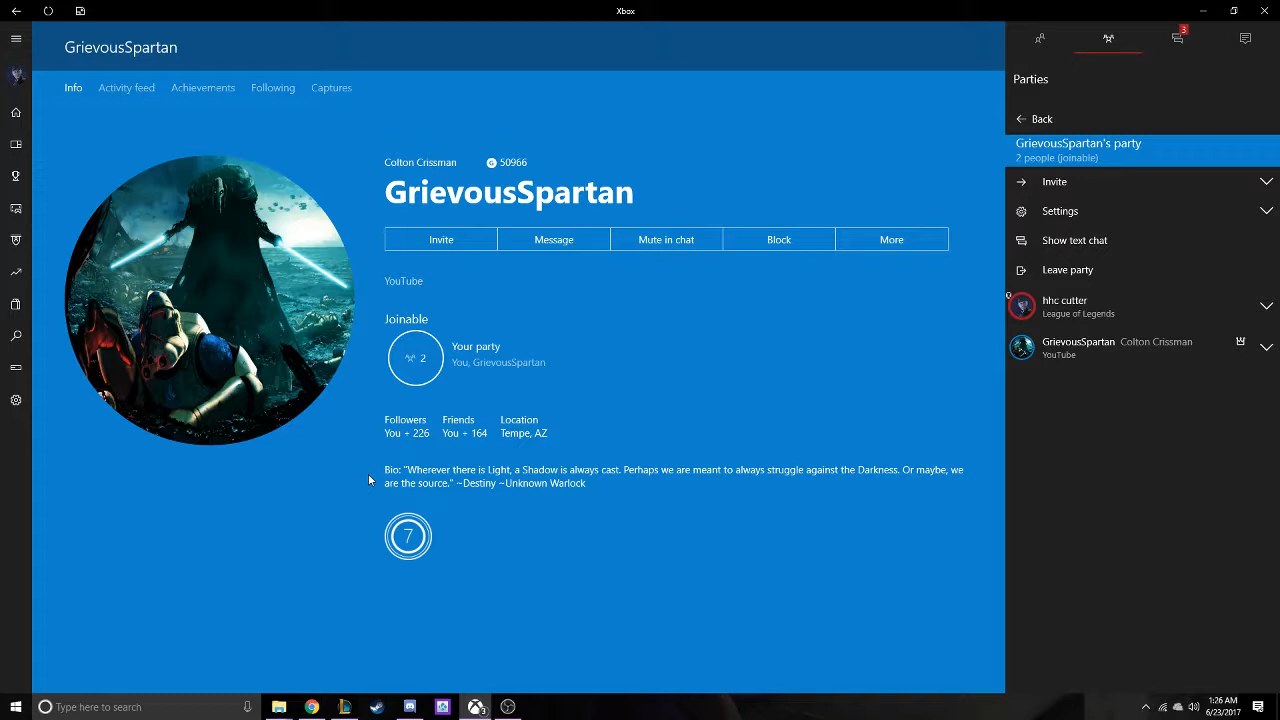 Xbox
GrievousSpartan
Info Activity feed Achievements Following Captures
Colton Crissman G 50966
GrievousSpartan
Invite Message Mute in chat Block More
YouTube
Joinable
2
Your party
You, GrievousSpartan
Followers Friends Location
You + 226 You + 164 Tempe, AZ
Bio: "Wherever there is Light, a Shadow is always cast. Perhaps we are meant to always struggle against the Darkness. Or maybe, we
are the source." ~Destiny ~Unknown Warlock
7
3
Parties
Back
GrievousSpartan's party
2 people (joinable)
Invite
Settings
Show text chat
Leave party
hhc cutter
League of Legends
GrievousSpartan Colton Crissman
YouTube
Type here to search
3
1:26 AM
6/23/2017